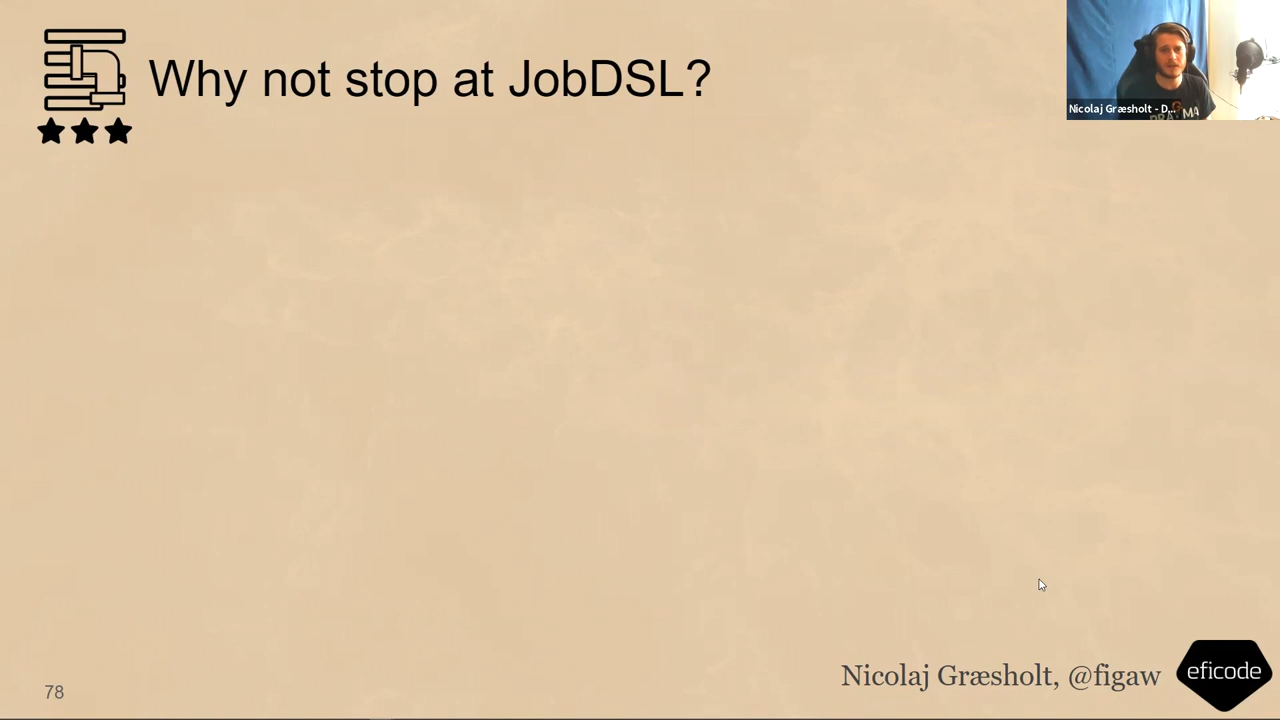 Why not stop at JobDSL?
Nicolaj Græsholt - D...
Nicolaj Græsholt, @figaw
eficode
78